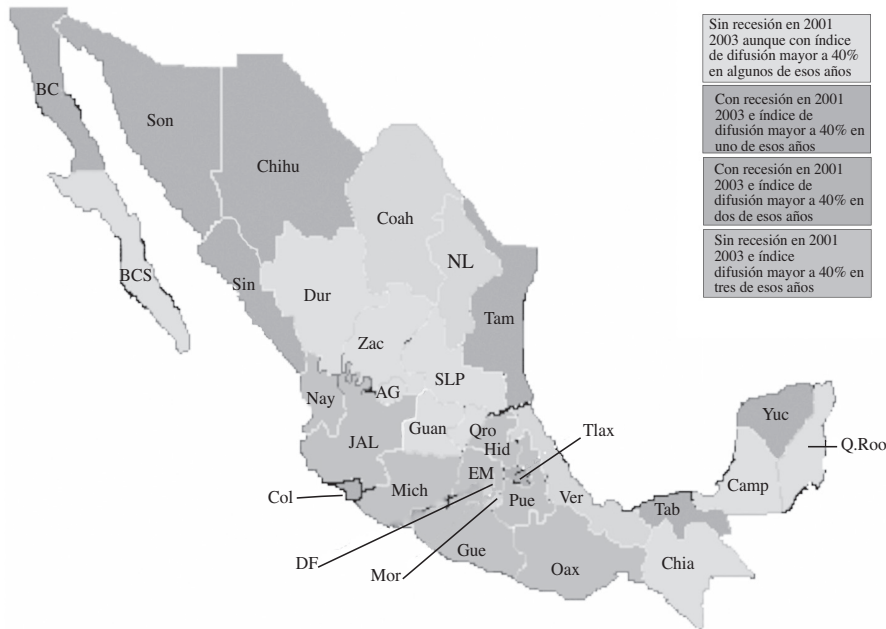 Sin recesión en 2001
2003 aunque con índice
de difusión mayor a 40%
en algunos de esos años
Con recesión en 2001
2003 e índice de
difusión mayor a 40% en
uno de esos años
Con recesión en 2001
2003 e índice de
difusión mayor a 40% en
dos de esos años
Sin recesión en 2001
2003 e índice
difusión mayor a 40% en
tres de esos años
BC
Son
Chihu
Coah
BCS
Sin
Dur
NL
Tam
Zac
SLP
Nay
AG
JAL
Guan
Qro
Hid
Tlax
Yuc
Q.Roo
Col
Mich
EM
Pue
Ver
Camp
Tab
DF
Mor
Gue
Oax
Chia